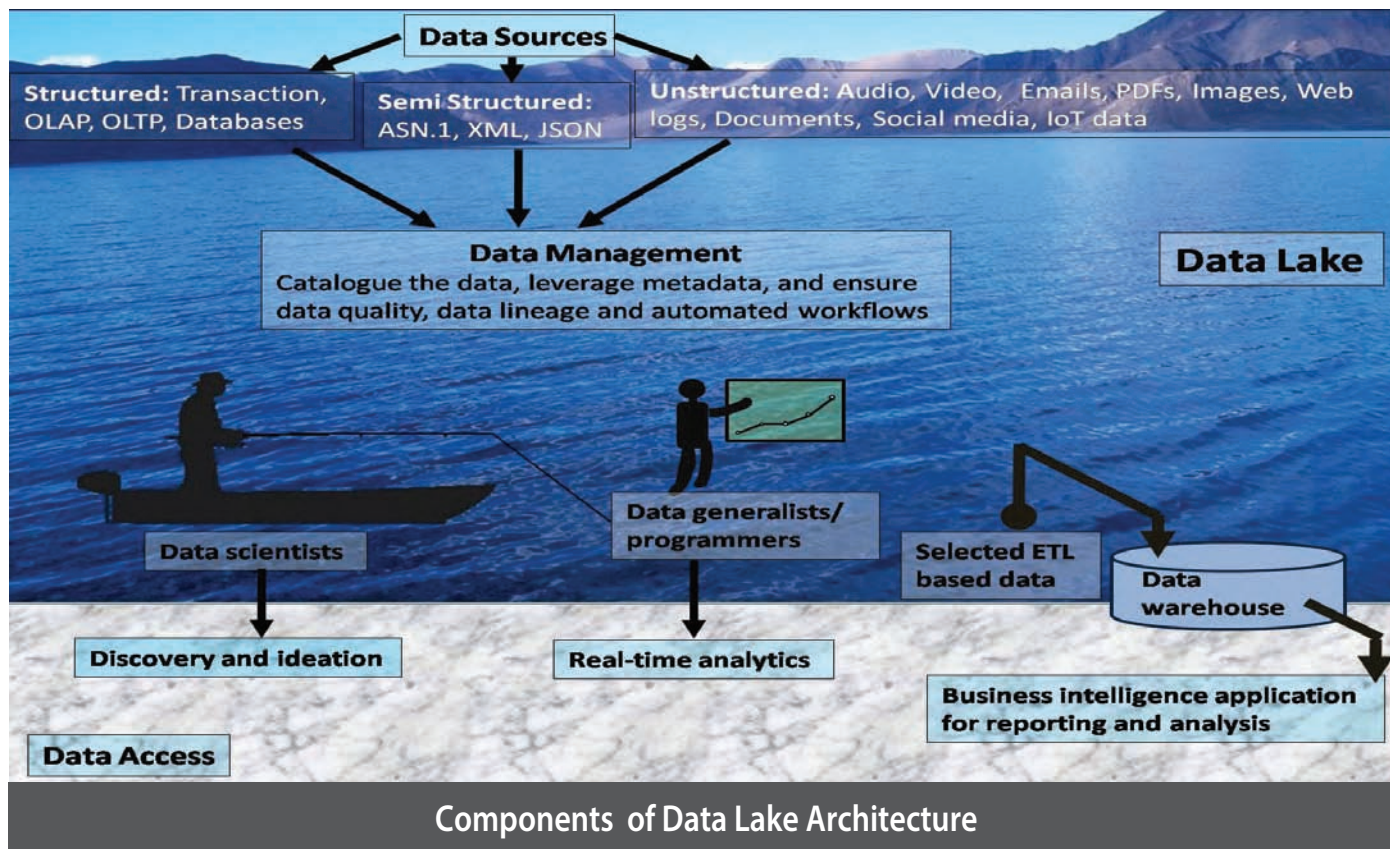 Data Sources
Structured: Transaction,
OLAP, OLTP, Databases
Semi Structured:
ASN.1, XML, JSON
Unstructured: Audio, Video, Emails, PDFs, Images, Web
logs, Documents, Social media, IoT data
Data Management
Catalogue the data, leverage metadata, and ensure
data quality, data lineage and automated workflows
Data Lake
Data scientists
Data generalists/
programmers
Selected ETL
based data
Data
warehouse
Discovery and ideation
Real-time analytics
Business intelligence application
for reporting and analysis
Data Access
Components of Data Lake Architecture